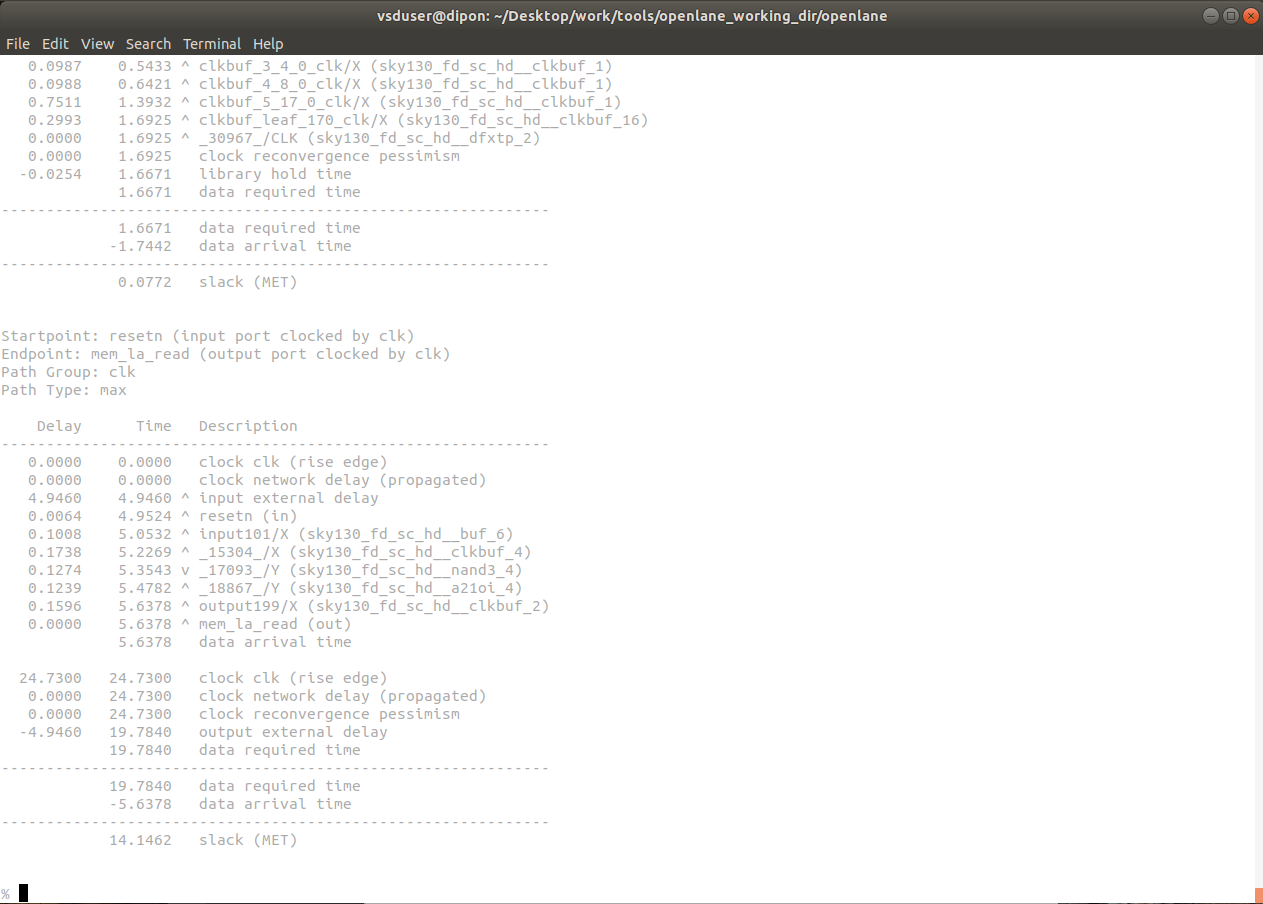 vsduser@dipon: ~/Desktop/work/tools/openlane_working_dir/openlane
File Edit View Search Terminal Help
   0.0987    0.5433 ^ clkbuf_3_4_0_clk/X (sky130_fd_sc_hd__clkbuf_1)
   0.0988    0.6421 ^ clkbuf_4_8_0_clk/X (sky130_fd_sc_hd__clkbuf_1)
   0.7511    1.3932 ^ clkbuf_5_17_0_clk/X (sky130_fd_sc_hd__clkbuf_1)
   0.2993    1.6925 ^ clkbuf_leaf_170_clk/X (sky130_fd_sc_hd__clkbuf_16)
   0.0000    1.6925 ^ _30967_/CLK (sky130_fd_sc_hd__dfxtp_2)
   0.0000    1.6925   clock reconvergence pessimism
  -0.0254    1.6671   library hold time
             1.6671   data required time
-------------------------------------------------------------
             1.6671   data required time
            -1.7442   data arrival time
-------------------------------------------------------------
             0.0772   slack (MET)
Startpoint: resetn (input port clocked by clk)
Endpoint: mem_la_read (output port clocked by clk)
Path Group: clk
Path Type: max
    Delay      Time   Description
-------------------------------------------------------------
   0.0000    0.0000   clock clk (rise edge)
   0.0000    0.0000   clock network delay (propagated)
   4.9460    4.9460 ^ input external delay
   0.0064    4.9524 ^ resetn (in)
   0.1008    5.0532 ^ input101/X (sky130_fd_sc_hd__buf_6)
   0.1738    5.2269 ^ _15304_/X (sky130_fd_sc_hd__clkbuf_4)
   0.1274    5.3543 v _17093_/Y (sky130_fd_sc_hd__nand3_4)
   0.1239    5.4782 ^ _18867_/Y (sky130_fd_sc_hd__a21oi_4)
   0.1596    5.6378 ^ output199/X (sky130_fd_sc_hd__clkbuf_2)
   0.0000    5.6378 ^ mem_la_read (out)
             5.6378   data arrival time
  24.7300   24.7300   clock clk (rise edge)
   0.0000   24.7300   clock network delay (propagated)
   0.0000   24.7300   clock reconvergence pessimism
  -4.9460   19.7840   output external delay
            19.7840   data required time
-------------------------------------------------------------
            19.7840   data required time
            -5.6378   data arrival time
-------------------------------------------------------------
            14.1462   slack (MET)
%